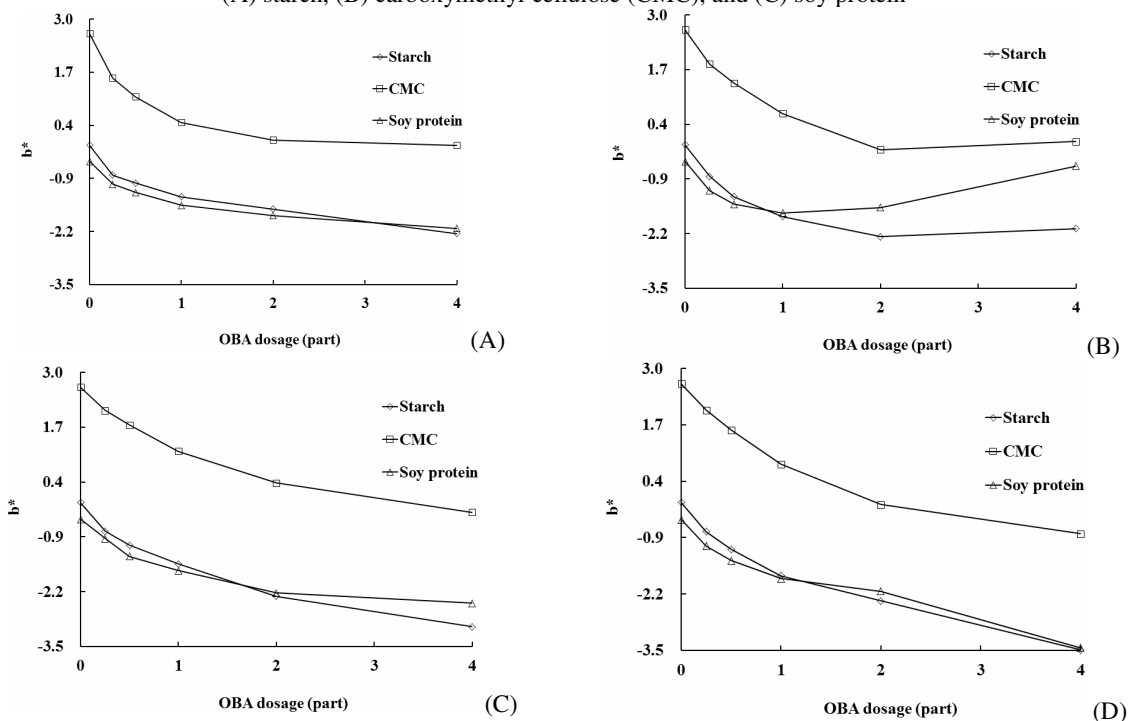 (A) starch, (B) carboxymethyl cellulose (CMC), and (C) soy protein
3.0
1.7
0.4
-0.9
-2.2
-3.5
b*
0 1 2 3 4
OBA dosage (part)
Starch
CMC
Soy protein
(A)
3.0
1.7
0.4
-0.9
-2.2
-3.5
b*
0 1 2 3 4
OBA dosage (part)
Starch
CMC
Soy protein
(B)
3.0
1.7
0.4
-0.9
-2.2
-3.5
b*
0 1 2 3 4
OBA dosage (part)
Starch
CMC
Soy protein
(C)
3.0
1.7
0.4
-0.9
-2.2
-3.5
b*
0 1 2 3 4
OBA dosage (part)
Starch
CMC
Soy protein
(D)